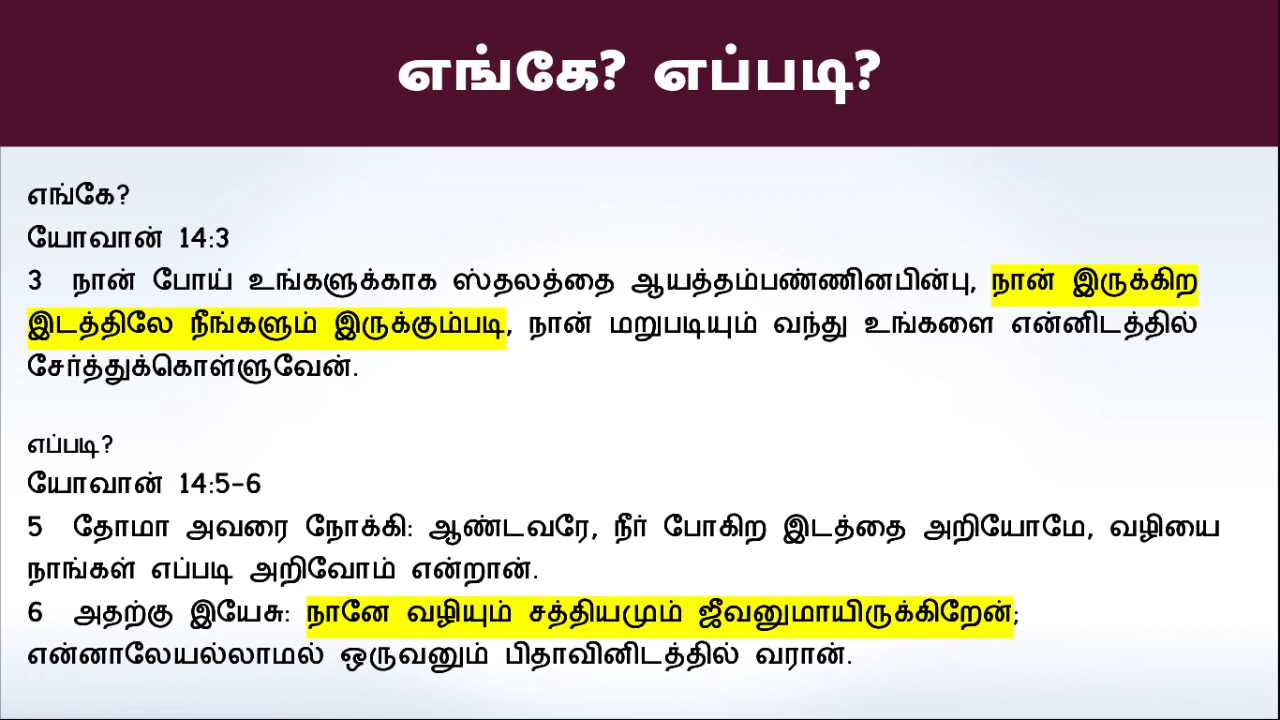 எங்கே? எப்படி?
எங்கே?
யோவான் 14:3
3 நான் போய் உங்களுக்காக ஸ்தலத்தை ஆயத்தம்பண்ணினபின்பு, நான் இருக்கிற
இடத்திலே நீங்களும் இருக்கும்படி, நான் மறுபடியும் வந்து உங்களை என்னிடத்தில்
சேர்த்துக்கொள்ளுவேன்.
எப்படி?
யோவான் 14:5-6
5 தோமா அவரை நோக்கி: ஆண்டவரே, நீர் போகிற இடத்தை அறியோமே, வழியை
நாங்கள் எப்படி அறிவோம் என்றான்.
6 அதற்கு இயேசு: நானே வழியும் சத்தியமும் ஜீவனுமாயிருக்கிறேன்;
என்னாலேயல்லாமல் ஒருவனும் பிதாவினிடத்தில் வரான்.